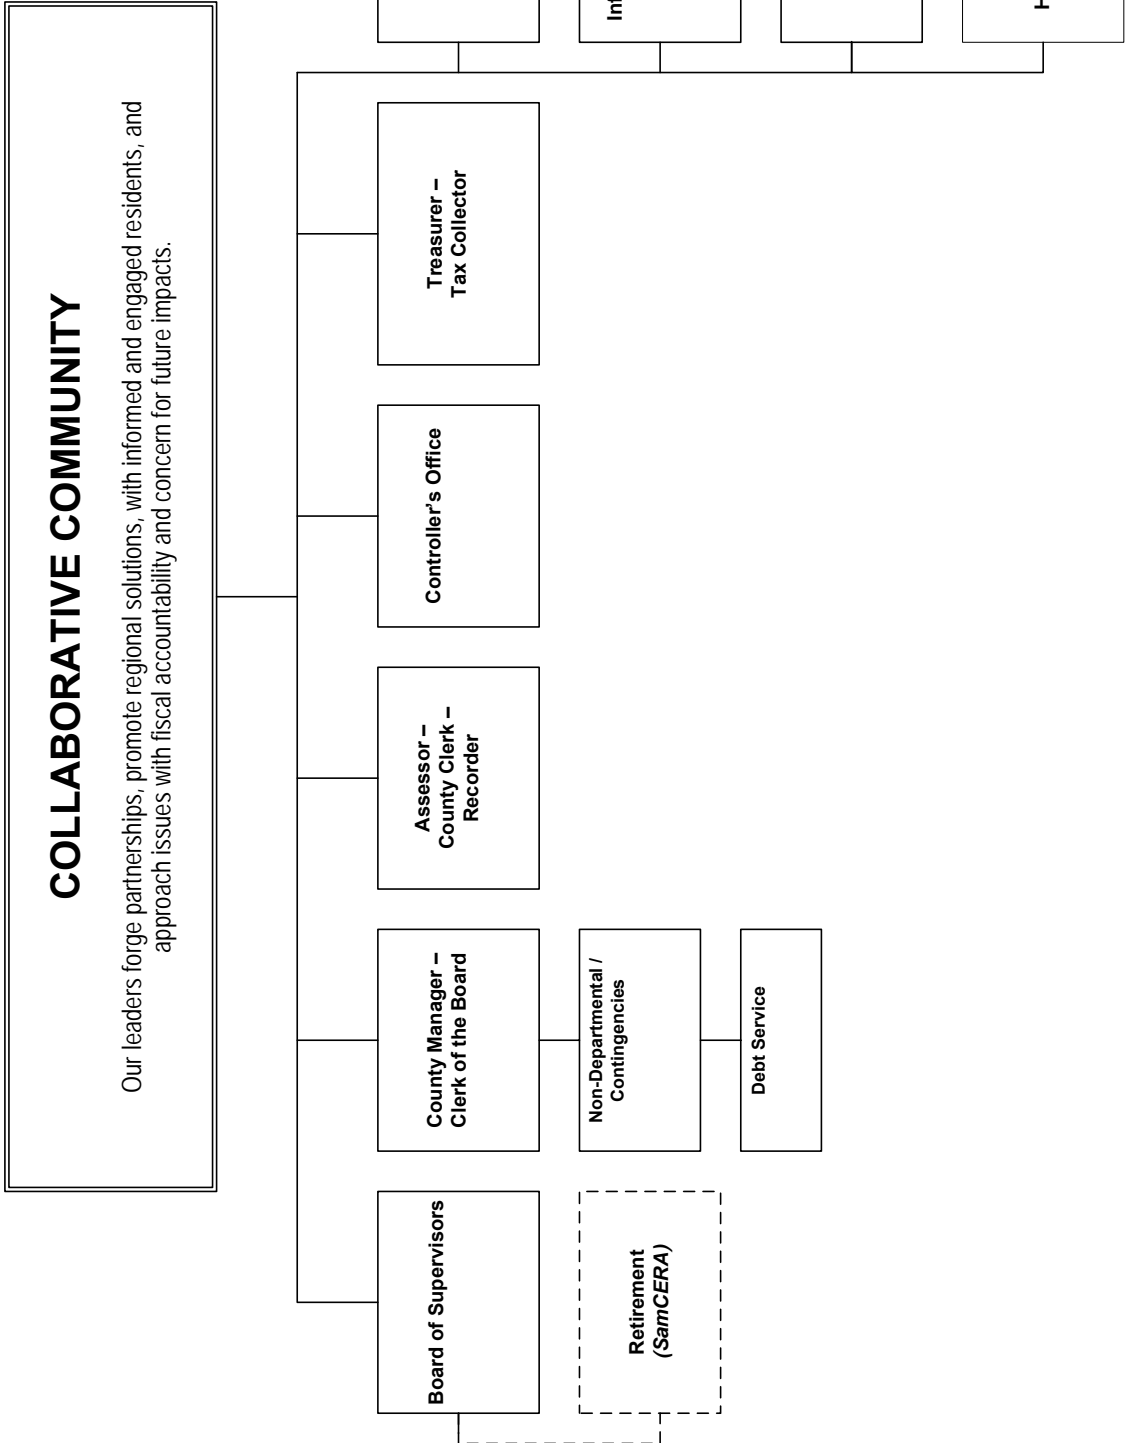 COLLABORATIVE COMMUNITY
Our leaders forge partnerships, promote regional solutions, with informed and engaged residents, and
approach issues with fiscal accountability and concern for future impacts.
Board of Supervisors
County Manager –
Clerk of the Board
Assessor –
County Clerk –
Recorder
Controller's Office
Treasurer –
Tax Collector
Retirement
(SamCERA)
Non-Departmental /
Contingencies
Debt Service